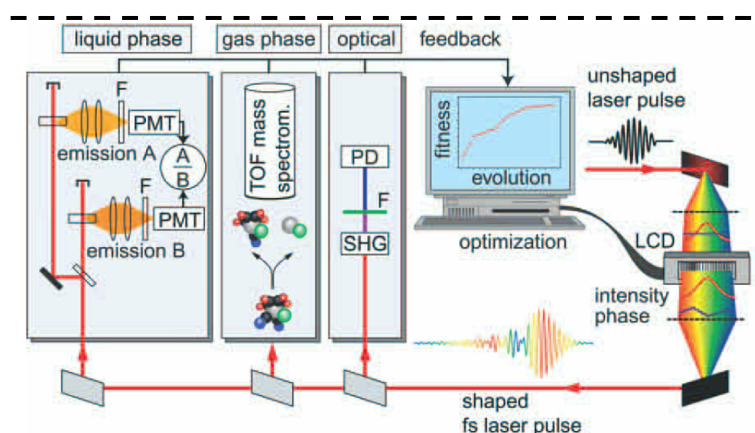 liquid phase
gas phase
optical
feedback
F
PMT
emission A
A
B
F
PMT
emission B
TOF mass
spectrom.
PD
F
SHG
fitness
evolution
optimization
unshaped
laser pulse
LCD
intensity
phase
shaped
fs laser pulse